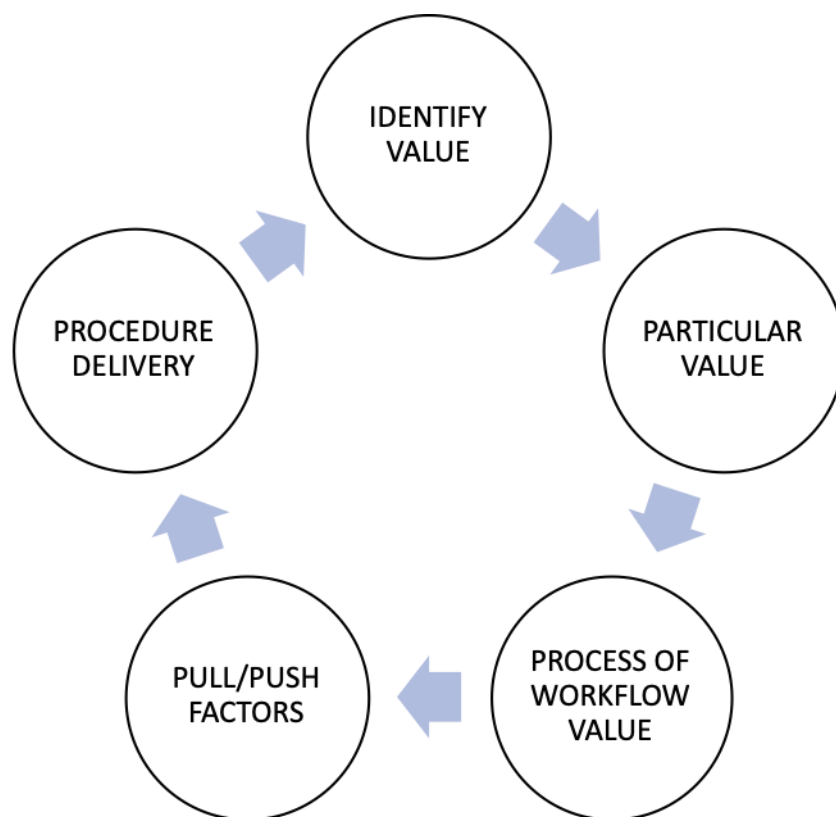 IDENTIFY
VALUE
PARTICULAR
VALUE
PROCESS OF
WORKFLOW
VALUE
PULL/PUSH
FACTORS
PROCEDURE
DELIVERY